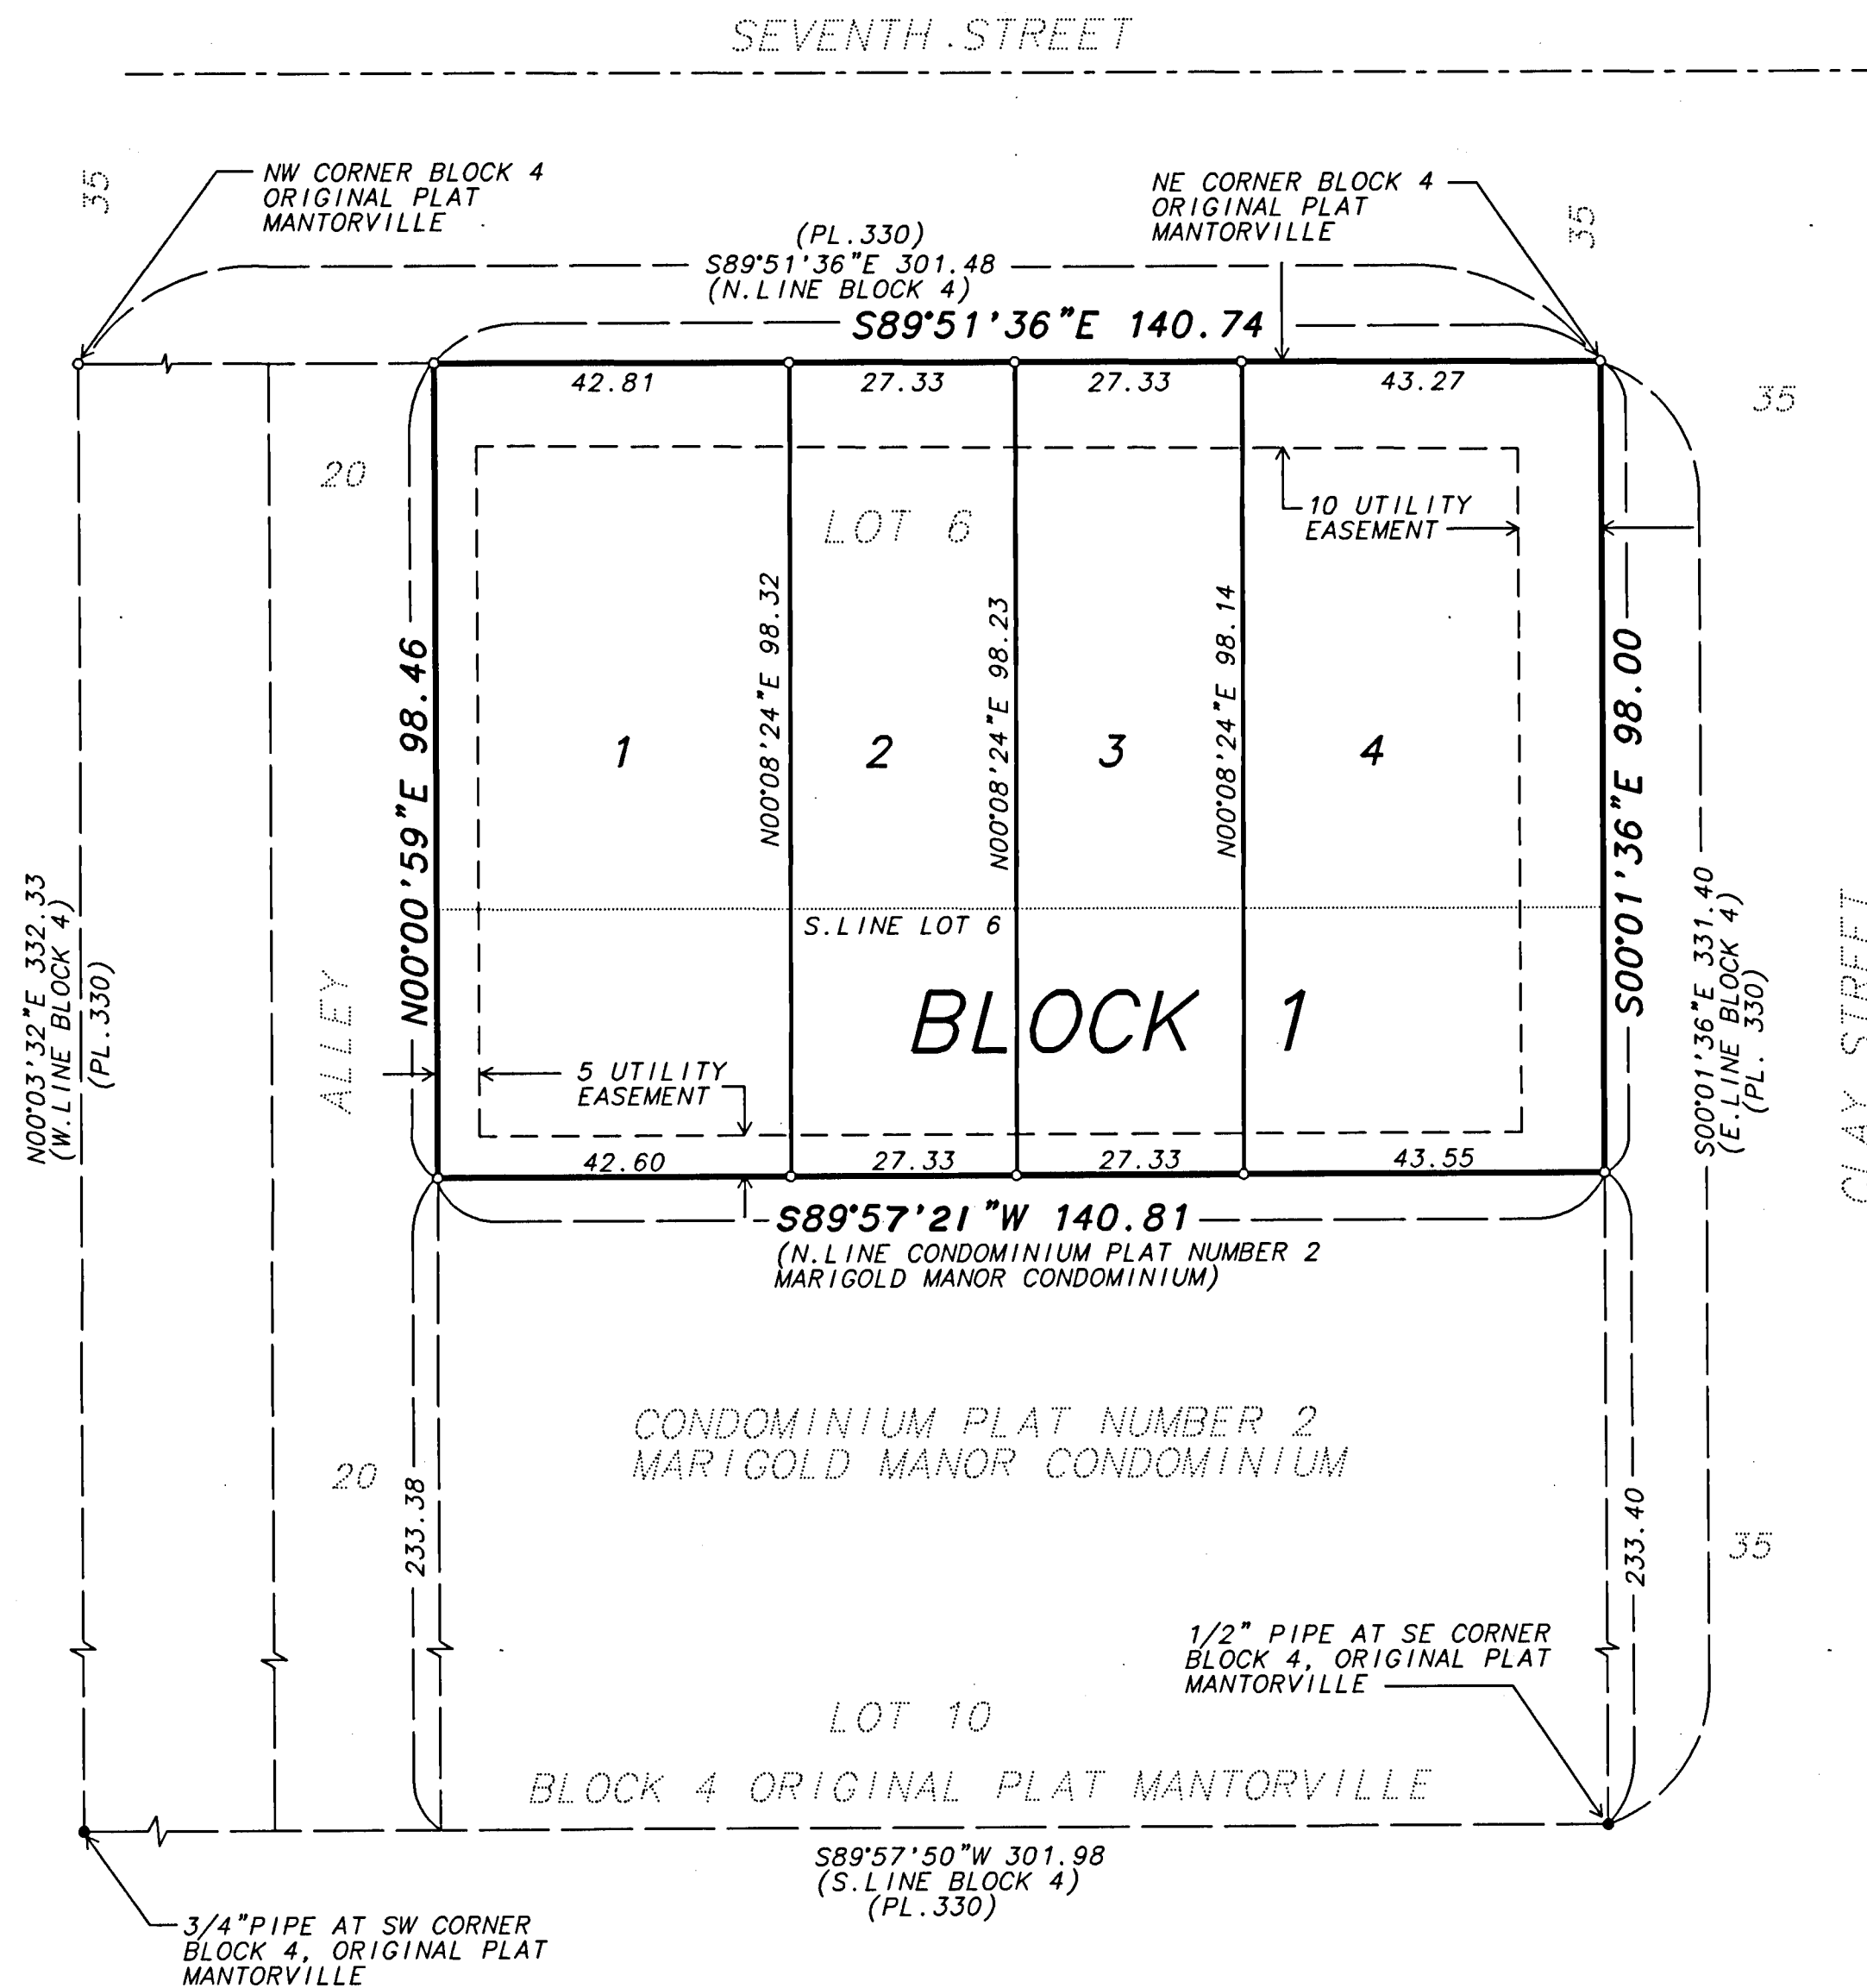 SEVENTH STREET
35
NW CORNER BLOCK 4
ORIGINAL PLAT
MANTORVILLE
NE CORNER BLOCK 4
ORIGINAL PLAT
MANTORVILLE
35
(PL.330)
S89°51'36"E 301.48
(N.LINE BLOCK 4)
S89°51'36"E 140.74
42.81
27.33
27.33
43.27
35
20
LOT 6
10 UTILITY
EASEMENT
N00°00'59"E 98.46
N00°08'24"E 98.32
N00°08'24"E 98.23
N00°08'24"E 98.14
S00°01'36"E 98.00
1
2
3
4
N00°03'32"E 332.33
(W.LINE BLOCK 4)
(PL.330)
S00°01'36"E 331.40
(E.LINE BLOCK 4)
(PL. 330)
CLAY STREET
S.LINE LOT 6
ALLEY
BLOCK 1
5 UTILITY
EASEMENT
42.60
27.33
27.33
43.55
S89°57'21"W 140.81
(N.LINE CONDOMINIUM PLAT NUMBER 2
MARIGOLD MANOR CONDOMINIUM)
CONDOMINIUM PLAT NUMBER 2
MARIGOLD MANOR CONDOMINIUM
20
233.38
233.40
35
1/2" PIPE AT SE CORNER
BLOCK 4, ORIGINAL PLAT
MANTORVILLE
LOT 10
BLOCK 4 ORIGINAL PLAT MANTORVILLE
S89°57'50"W 301.98
(S.LINE BLOCK 4)
(PL.330)
3/4"PIPE AT SW CORNER
BLOCK 4, ORIGINAL PLAT
MANTORVILLE